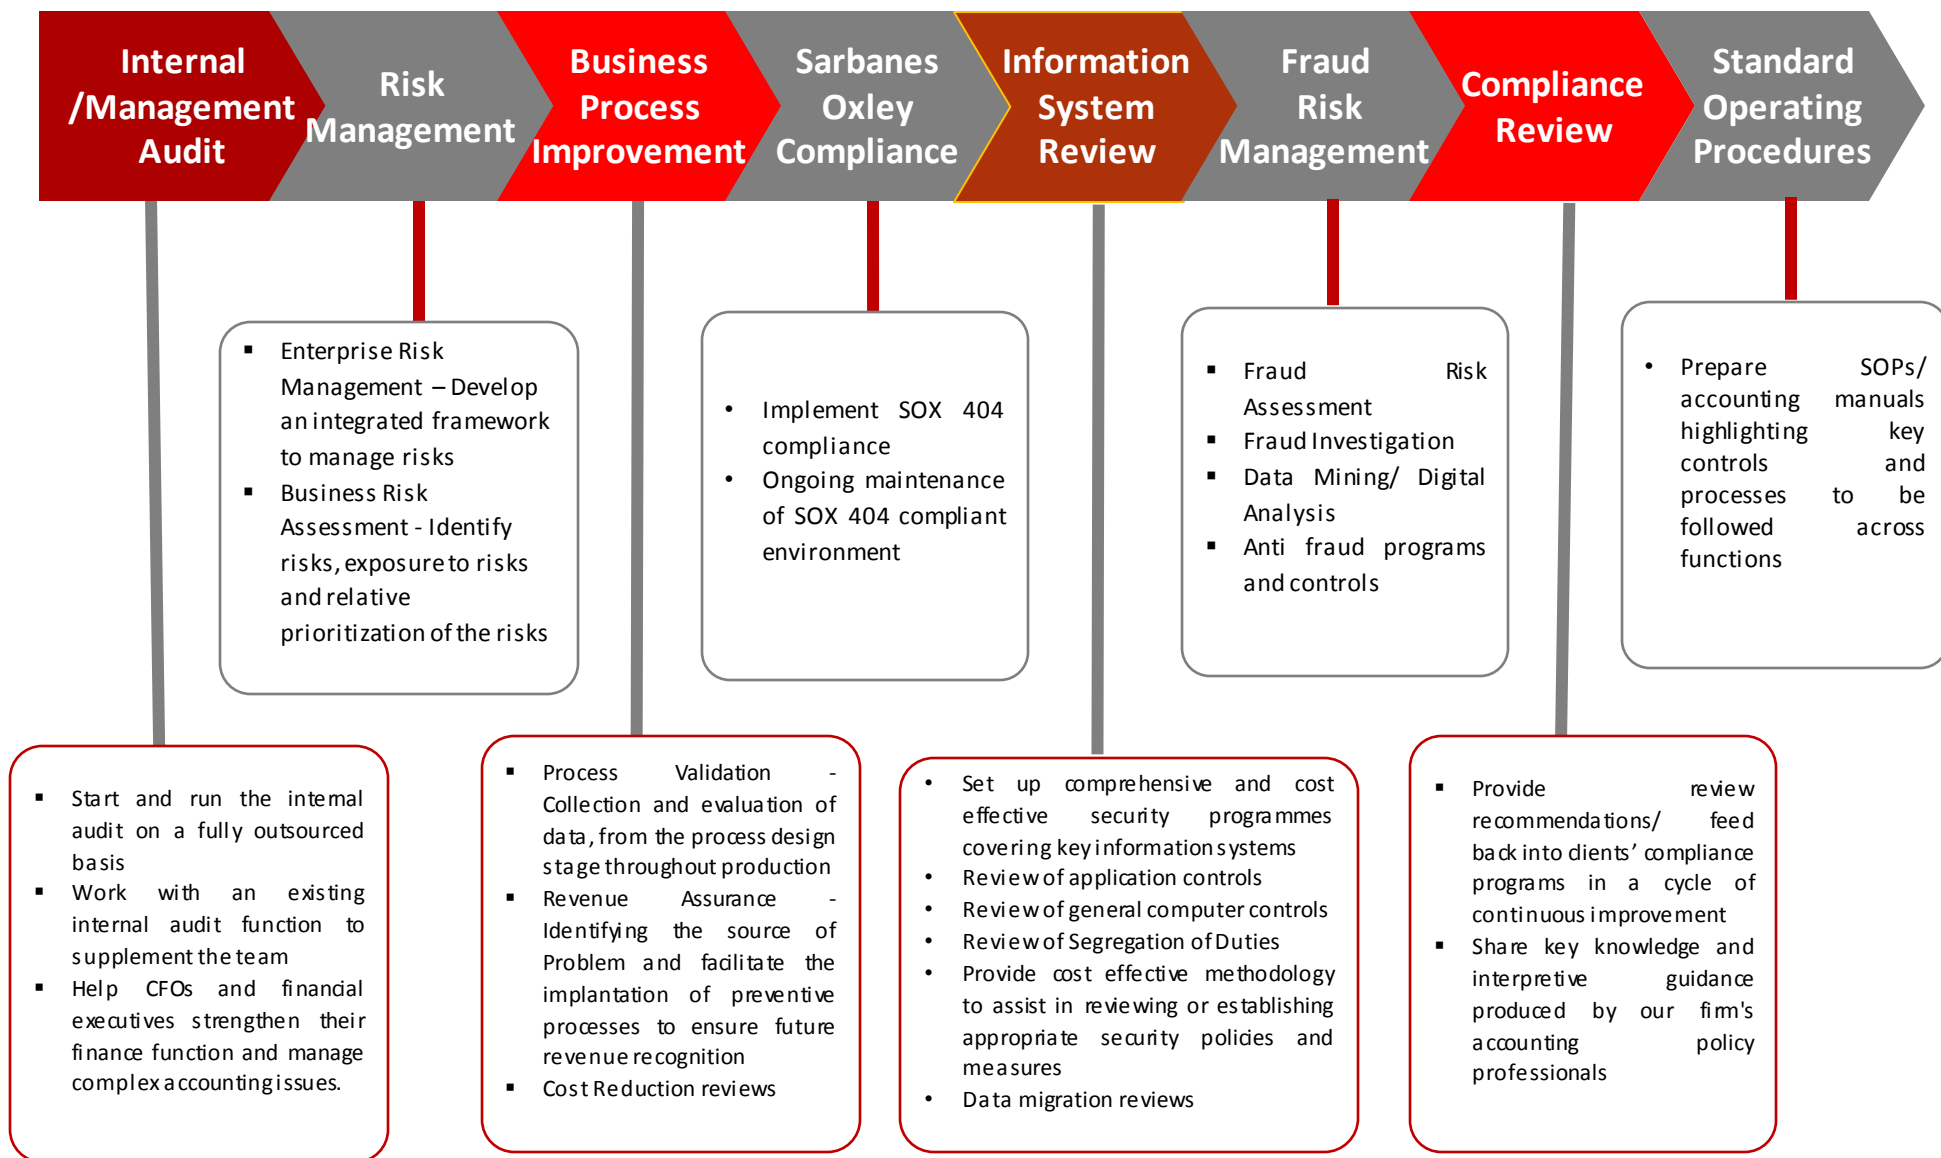 Internal
/Management
Audit
Risk
Management
Business
Process
Improvement
Sarbanes
Oxley
Compliance
Information
System
Review
Fraud
Risk
Management
Compliance
Review
Standard
Operating
Procedures
▪ Enterprise Risk
Management – Develop
an integrated framework
to manage risks
▪ Business Risk
Assessment - Identify
risks, exposure to risks
and relative
prioritization of the risks
• Implement SOX 404
compliance
• Ongoing maintenance
of SOX 404 compliant
environment
▪ Fraud Risk
Assessment
▪ Fraud Investigation
▪ Data Mining/ Digital
Analysis
▪ Anti fraud programs
and controls
• Prepare SOPs/
accounting manuals
highlighting key
controls and
processes to be
followed across
functions
▪ Start and run the internal
audit on a fully outsourced
basis
▪ Work with an existing
internal audit function to
supplement the team
▪ Help CFOs and financial
executives strengthen their
finance function and manage
complex accounting issues.
▪ Process Validation -
Collection and evaluation of
data, from the process design
stage throughout production
▪ Revenue Assurance -
Identifying the source of
Problem and facilitate the
implantation of preventive
processes to ensure future
revenue recognition
▪ Cost Reduction reviews
• Set up comprehensive and cost
effective security programmes
covering key information systems
• Review of application controls
• Review of general computer controls
• Review of Segregation of Duties
• Provide cost effective methodology
to assist in reviewing or establishing
appropriate security policies and
measures
• Data migration reviews
▪ Provide review
recommendations/ feed
back into clients’ compliance
programs in a cycle of
continuous improvement
▪ Share key knowledge and
interpretive guidance
produced by our firm's
accounting policy
professionals